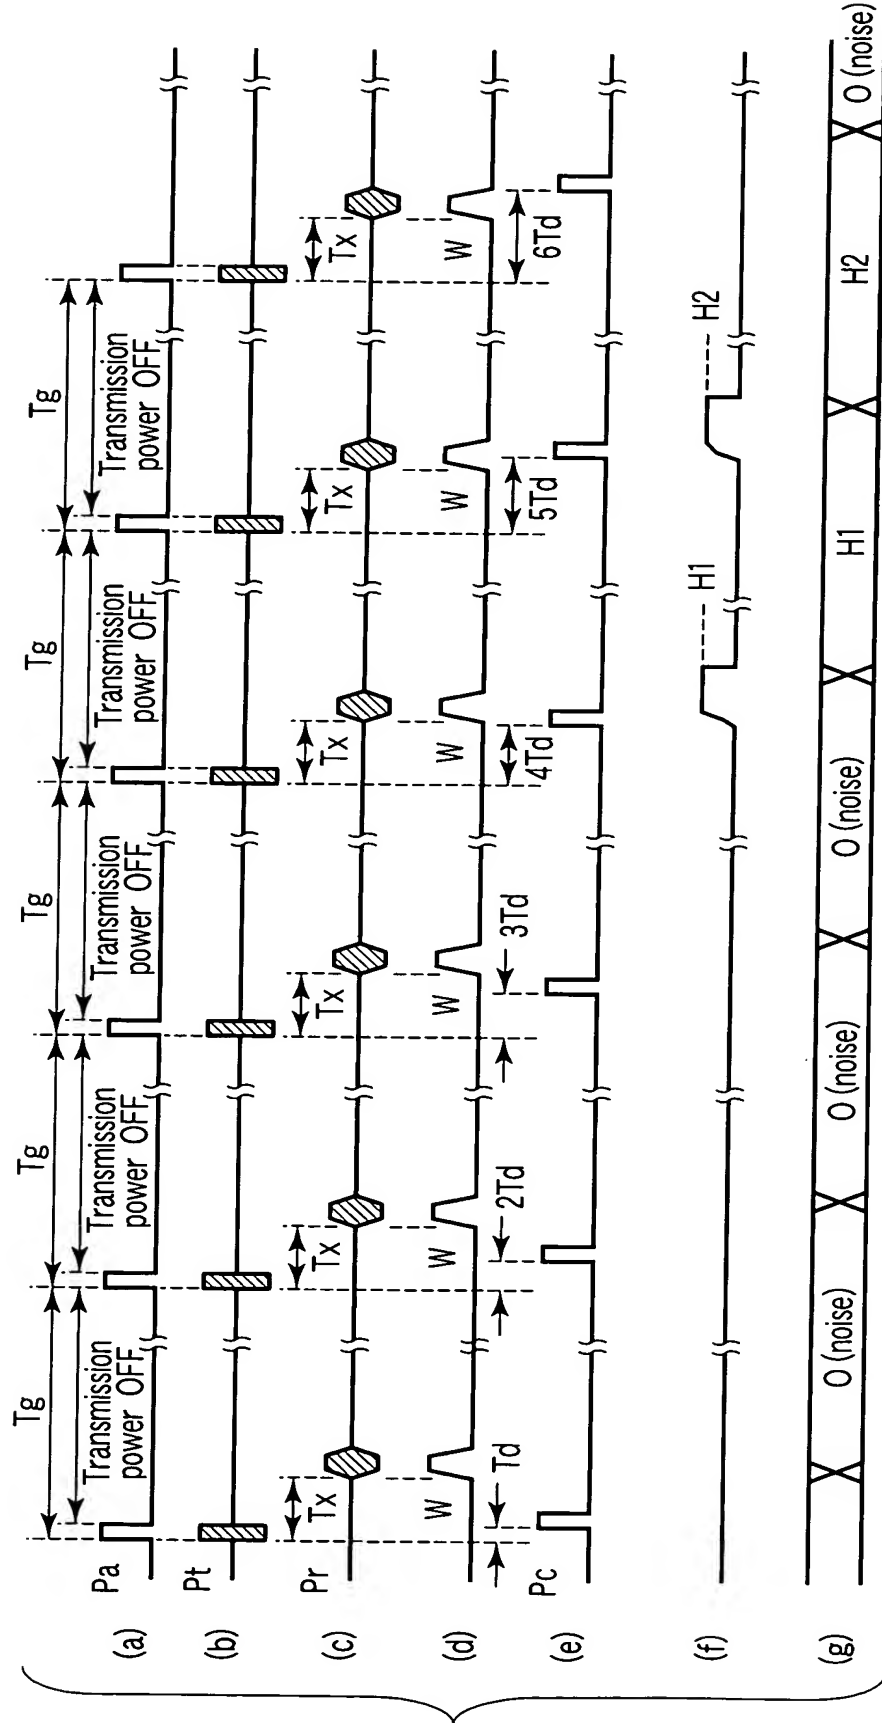 Tg Tg Tg Tg Tg
Transmission power OFF Transmission power OFF Transmission power OFF Transmission power OFF Transmission power OFF
(a) Pa
(b) Pt
(c) Pr
Tx Tx Tx Tx Tx Tx
(d)
W W W W W W
Td 2Td 3Td 4Td 5Td 6Td
(e) Pc
(f)
H1 H2
(g) O (noise) O (noise) O (noise) H1 H2 O (noise)